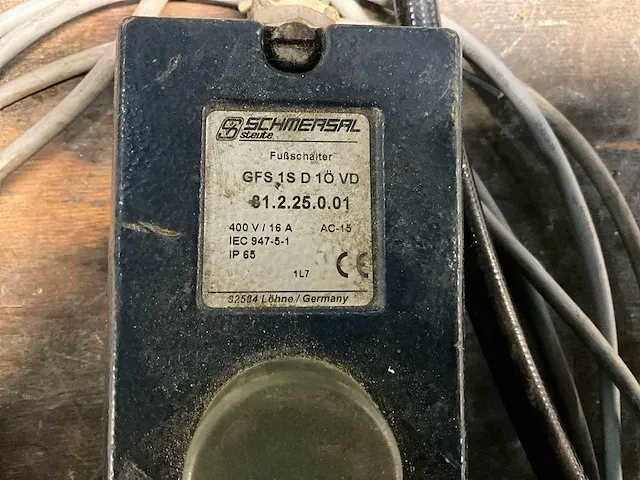 SCHMERSAL
steute
Fußschalter
GFS 1S D 1Ö VD
81.2.25.0.01
400 V / 16 A AC-15
IEC 947-5-1
IP 65
1L7 CE
32584 Löhne / Germany